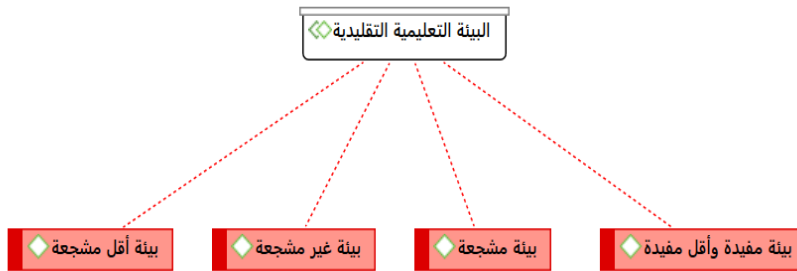 البيئة التعليمية التقليدية
بيئة مفيدة وأقل مفيدة
بيئة مشجعة
بيئة غير مشجعة
بيئة أقل مشجعة